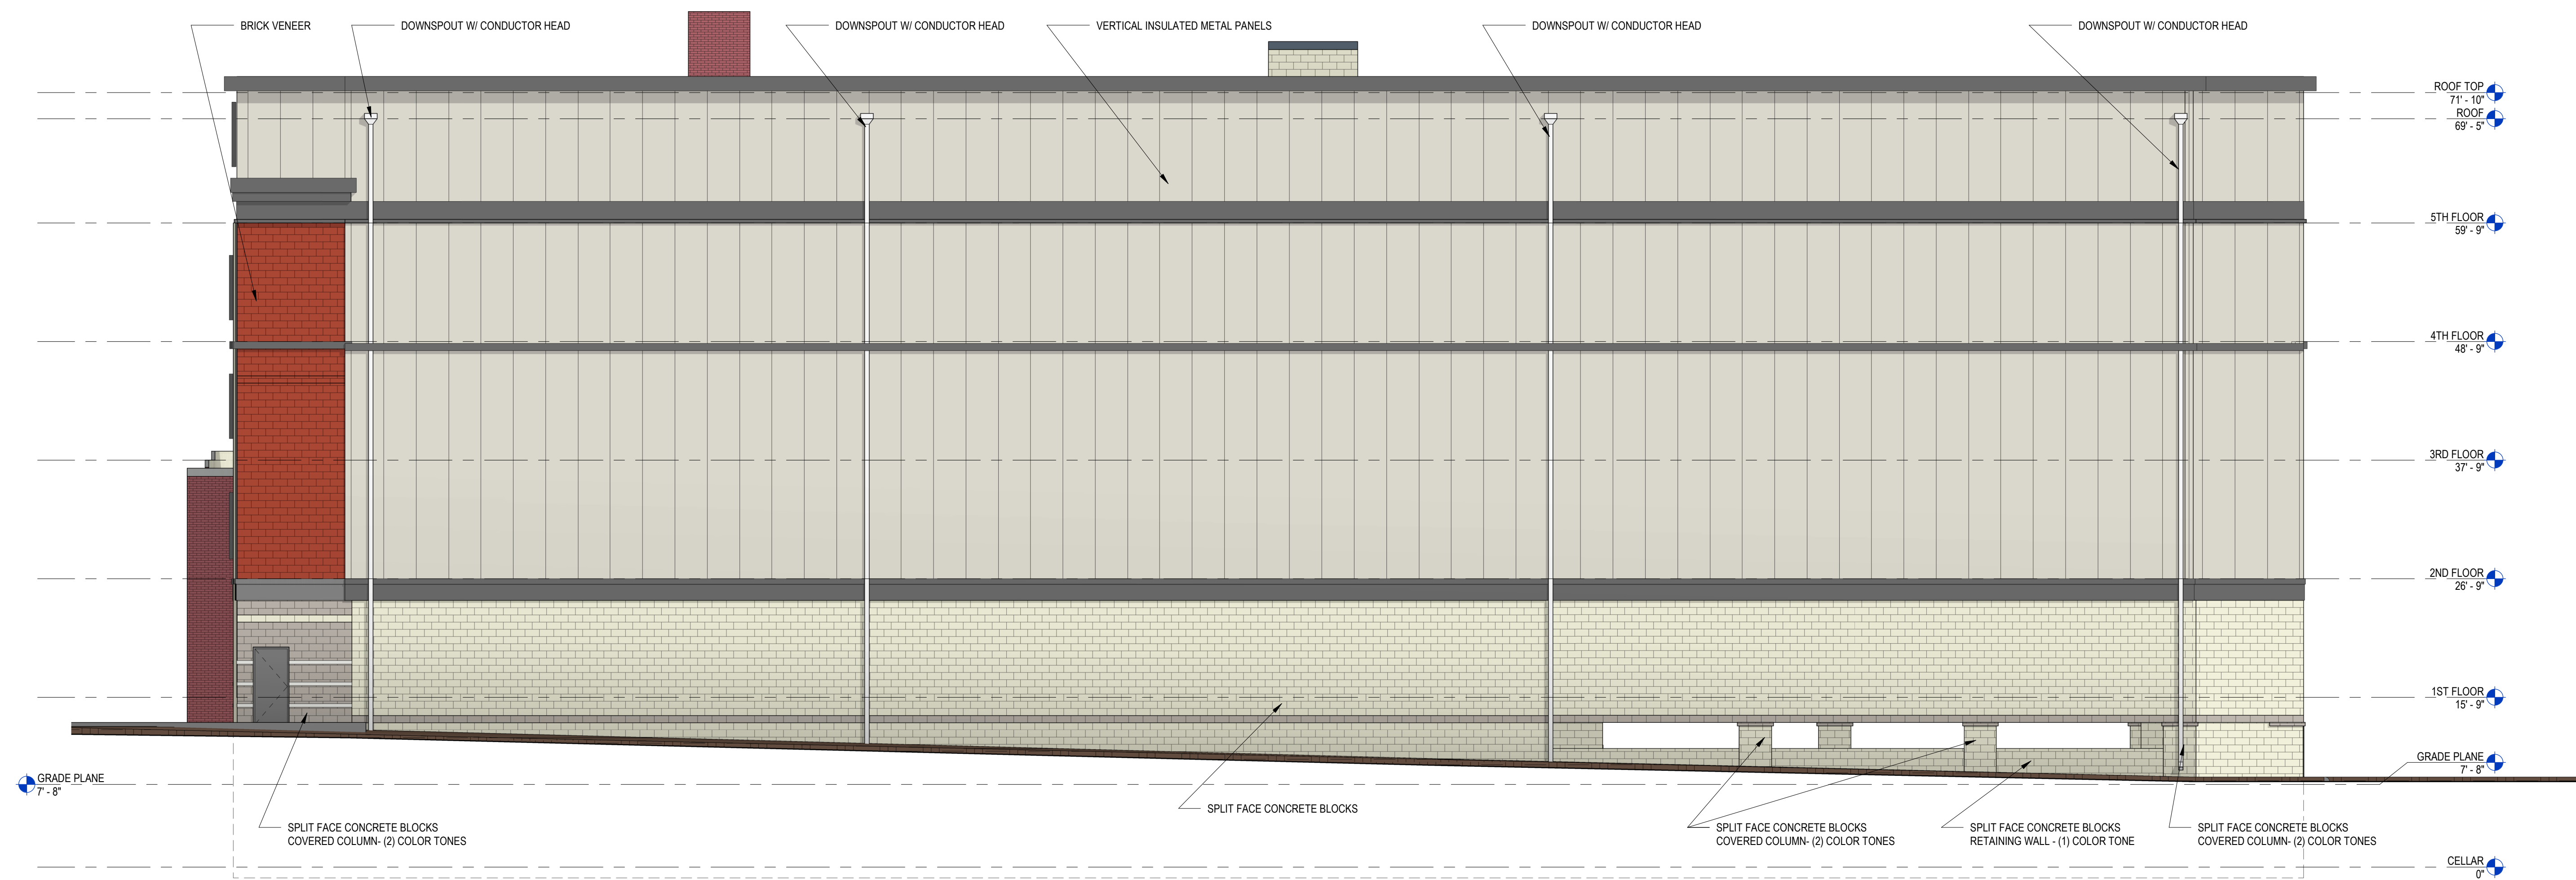 BRICK VENEER
DOWNSPOUT W/ CONDUCTOR HEAD
DOWNSPOUT W/ CONDUCTOR HEAD
VERTICAL INSULATED METAL PANELS
DOWNSPOUT W/ CONDUCTOR HEAD
DOWNSPOUT W/ CONDUCTOR HEAD
ROOF TOP
71' - 10"
ROOF
69' - 5"
5TH FLOOR
59' - 9"
4TH FLOOR
48' - 9"
3RD FLOOR
37' - 9"
2ND FLOOR
26' - 9"
1ST FLOOR
15' - 9"
GRADE PLANE
7' - 8"
GRADE PLANE
7' - 8"
SPLIT FACE CONCRETE BLOCKS
COVERED COLUMN- (2) COLOR TONES
SPLIT FACE CONCRETE BLOCKS
SPLIT FACE CONCRETE BLOCKS
COVERED COLUMN- (2) COLOR TONES
SPLIT FACE CONCRETE BLOCKS
RETAINING WALL - (1) COLOR TONE
SPLIT FACE CONCRETE BLOCKS
COVERED COLUMN- (2) COLOR TONES
CELLAR
0"